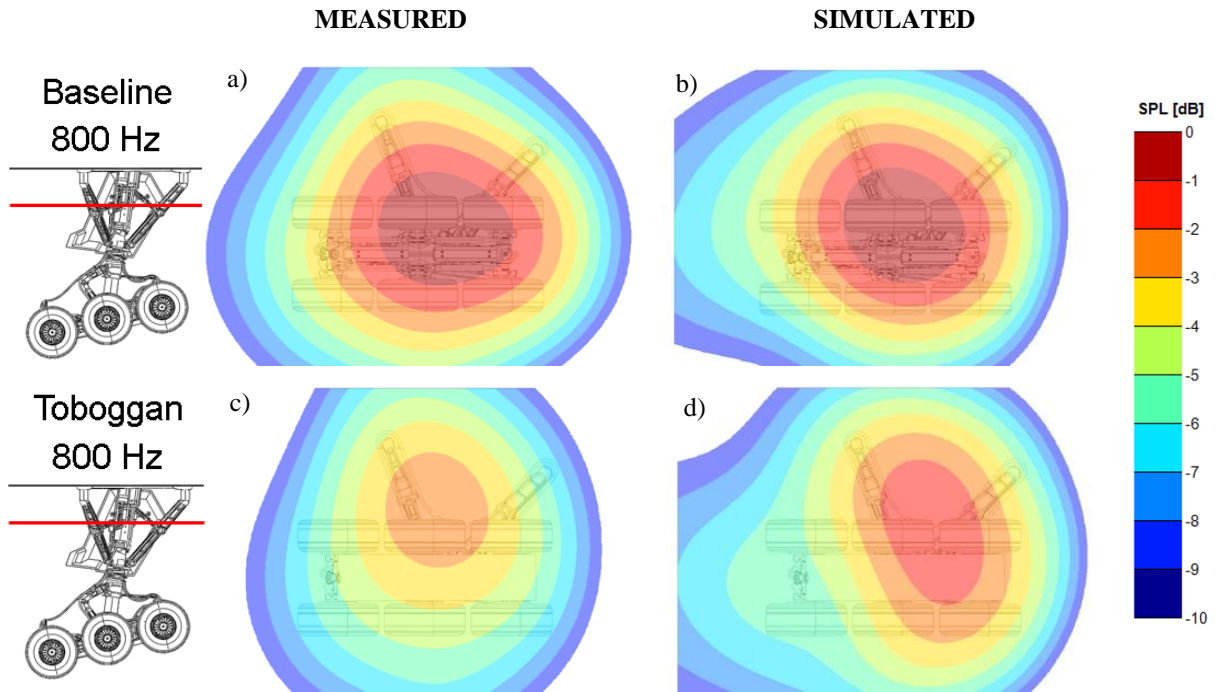 MEASURED
SIMULATED
Baseline
800 Hz
a)
b)
SPL [dB]
0
-1
-2
-3
-4
-5
-6
-7
-8
-9
-10
Toboggan
800 Hz
c)
d)